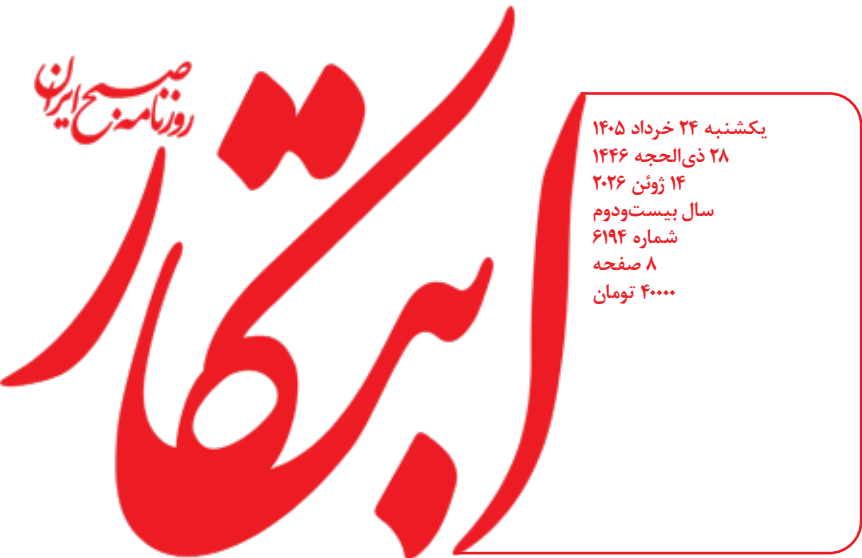 ابتکار
روزنامه صبح ایران
یکشنبه ۲۴ خرداد ۱۴۰۵
۲۸ ذی‌الحجه ۱۴۴۶
۱۴ ژوئن ۲۰۲۶
سال بیست‌ودوم
شماره ۶۱۹۴
۸ صفحه
۴۰۰۰۰ تومان